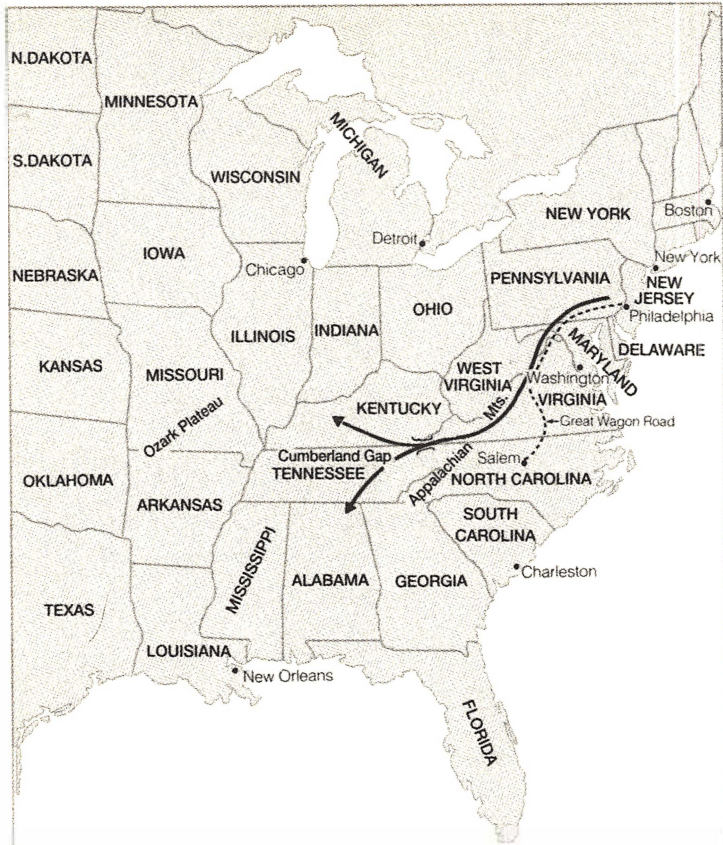 N.DAKOTA
MINNESOTA
MICHIGAN
S.DAKOTA
WISCONSIN
Boston
NEW YORK
Detroit
IOWA
New York
Chicago
NEBRASKA
PENNSYLVANIA
NEW
JERSEY
OHIO
Philadelphia
ILLINOIS
INDIANA
MARYLAND
DELAWARE
KANSAS
MISSOURI
WEST
VIRGINIA
Washington
VIRGINIA
KENTUCKY
Mts.
Great Wagon Road
Ozark Plateau
Cumberland Gap
Salem
OKLAHOMA
TENNESSEE
Appalachian
NORTH CAROLINA
ARKANSAS
SOUTH
CAROLINA
MISSISSIPPI
ALABAMA
GEORGIA
Charleston
TEXAS
LOUISIANA
New Orleans
FLORIDA